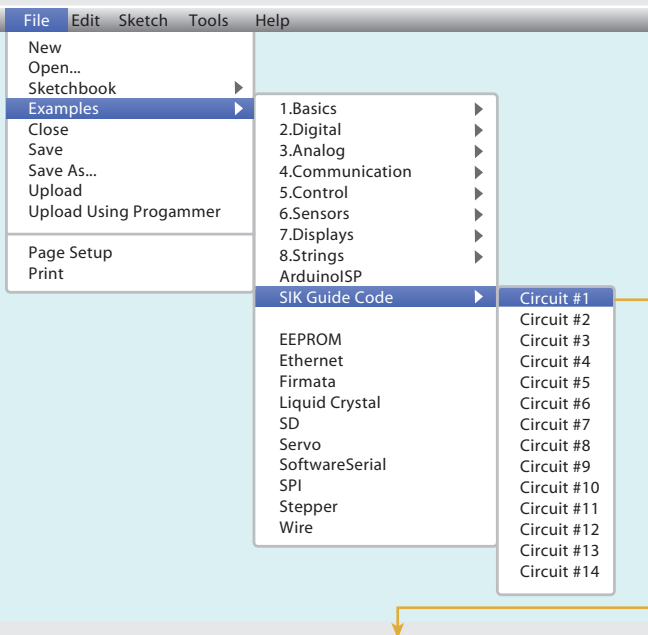 File Edit Sketch Tools Help
New
Open...
Sketchbook
Examples
Close
Save
Save As...
Upload
Upload Using Progammer
Page Setup
Print
1.Basics
2.Digital
3.Analog
4.Communication
5.Control
6.Sensors
7.Displays
8.Strings
ArduinoISP
SIK Guide Code
EEPROM
Ethernet
Firmata
Liquid Crystal
SD
Servo
SoftwareSerial
SPI
Stepper
Wire
Circuit #1
Circuit #2
Circuit #3
Circuit #4
Circuit #5
Circuit #6
Circuit #7
Circuit #8
Circuit #9
Circuit #10
Circuit #11
Circuit #12
Circuit #13
Circuit #14